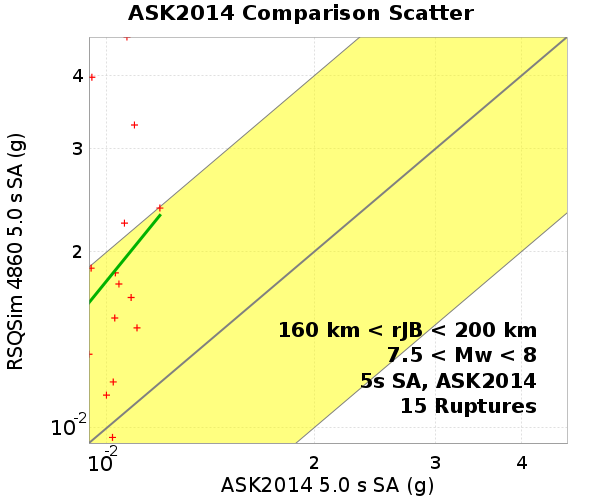 ASK2014 Comparison Scatter
RSQSim 4860 5.0 s SA (g)
4
3
2
10-2
160 km < rJB < 200 km
7.5 < Mw < 8
5s SA, ASK2014
15 Ruptures
10-2
2
3
4
ASK2014 5.0 s SA (g)